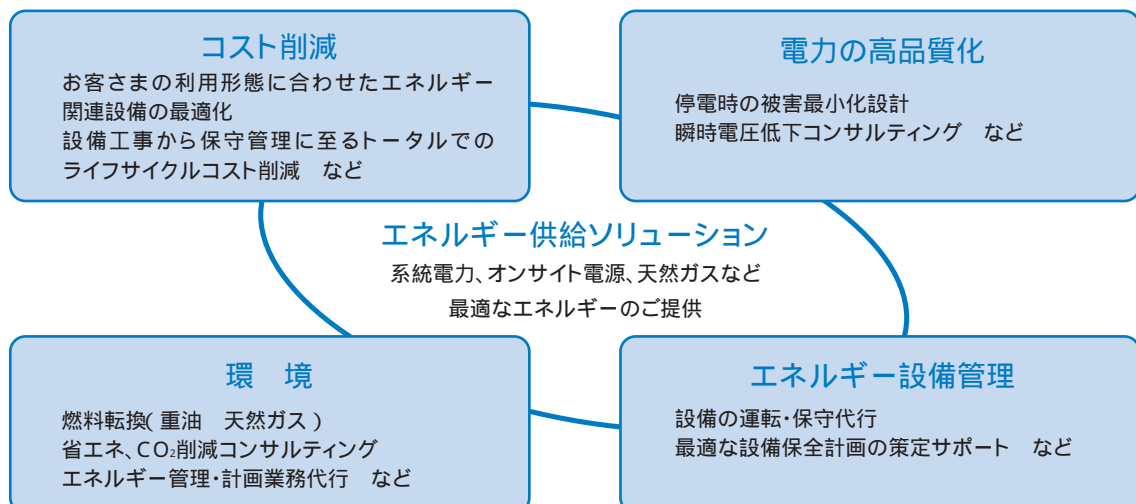 コスト削減
お客さまの利用形態に合わせたエネルギー
関連設備の最適化
設備工事から保守管理に至るトータルでの
ライフサイクルコスト削減　など
電力の高品質化
停電時の被害最小化設計
瞬時電圧低下コンサルティング　など
エネルギー供給ソリューション
系統電力、オンサイト電源、天然ガスなど
最適なエネルギーのご提供
環　境
燃料転換(重油　天然ガス)
省エネ、CO₂削減コンサルティング
エネルギー管理・計画業務代行　など
エネルギー設備管理
設備の運転・保守代行
最適な設備保全計画の策定サポート　など